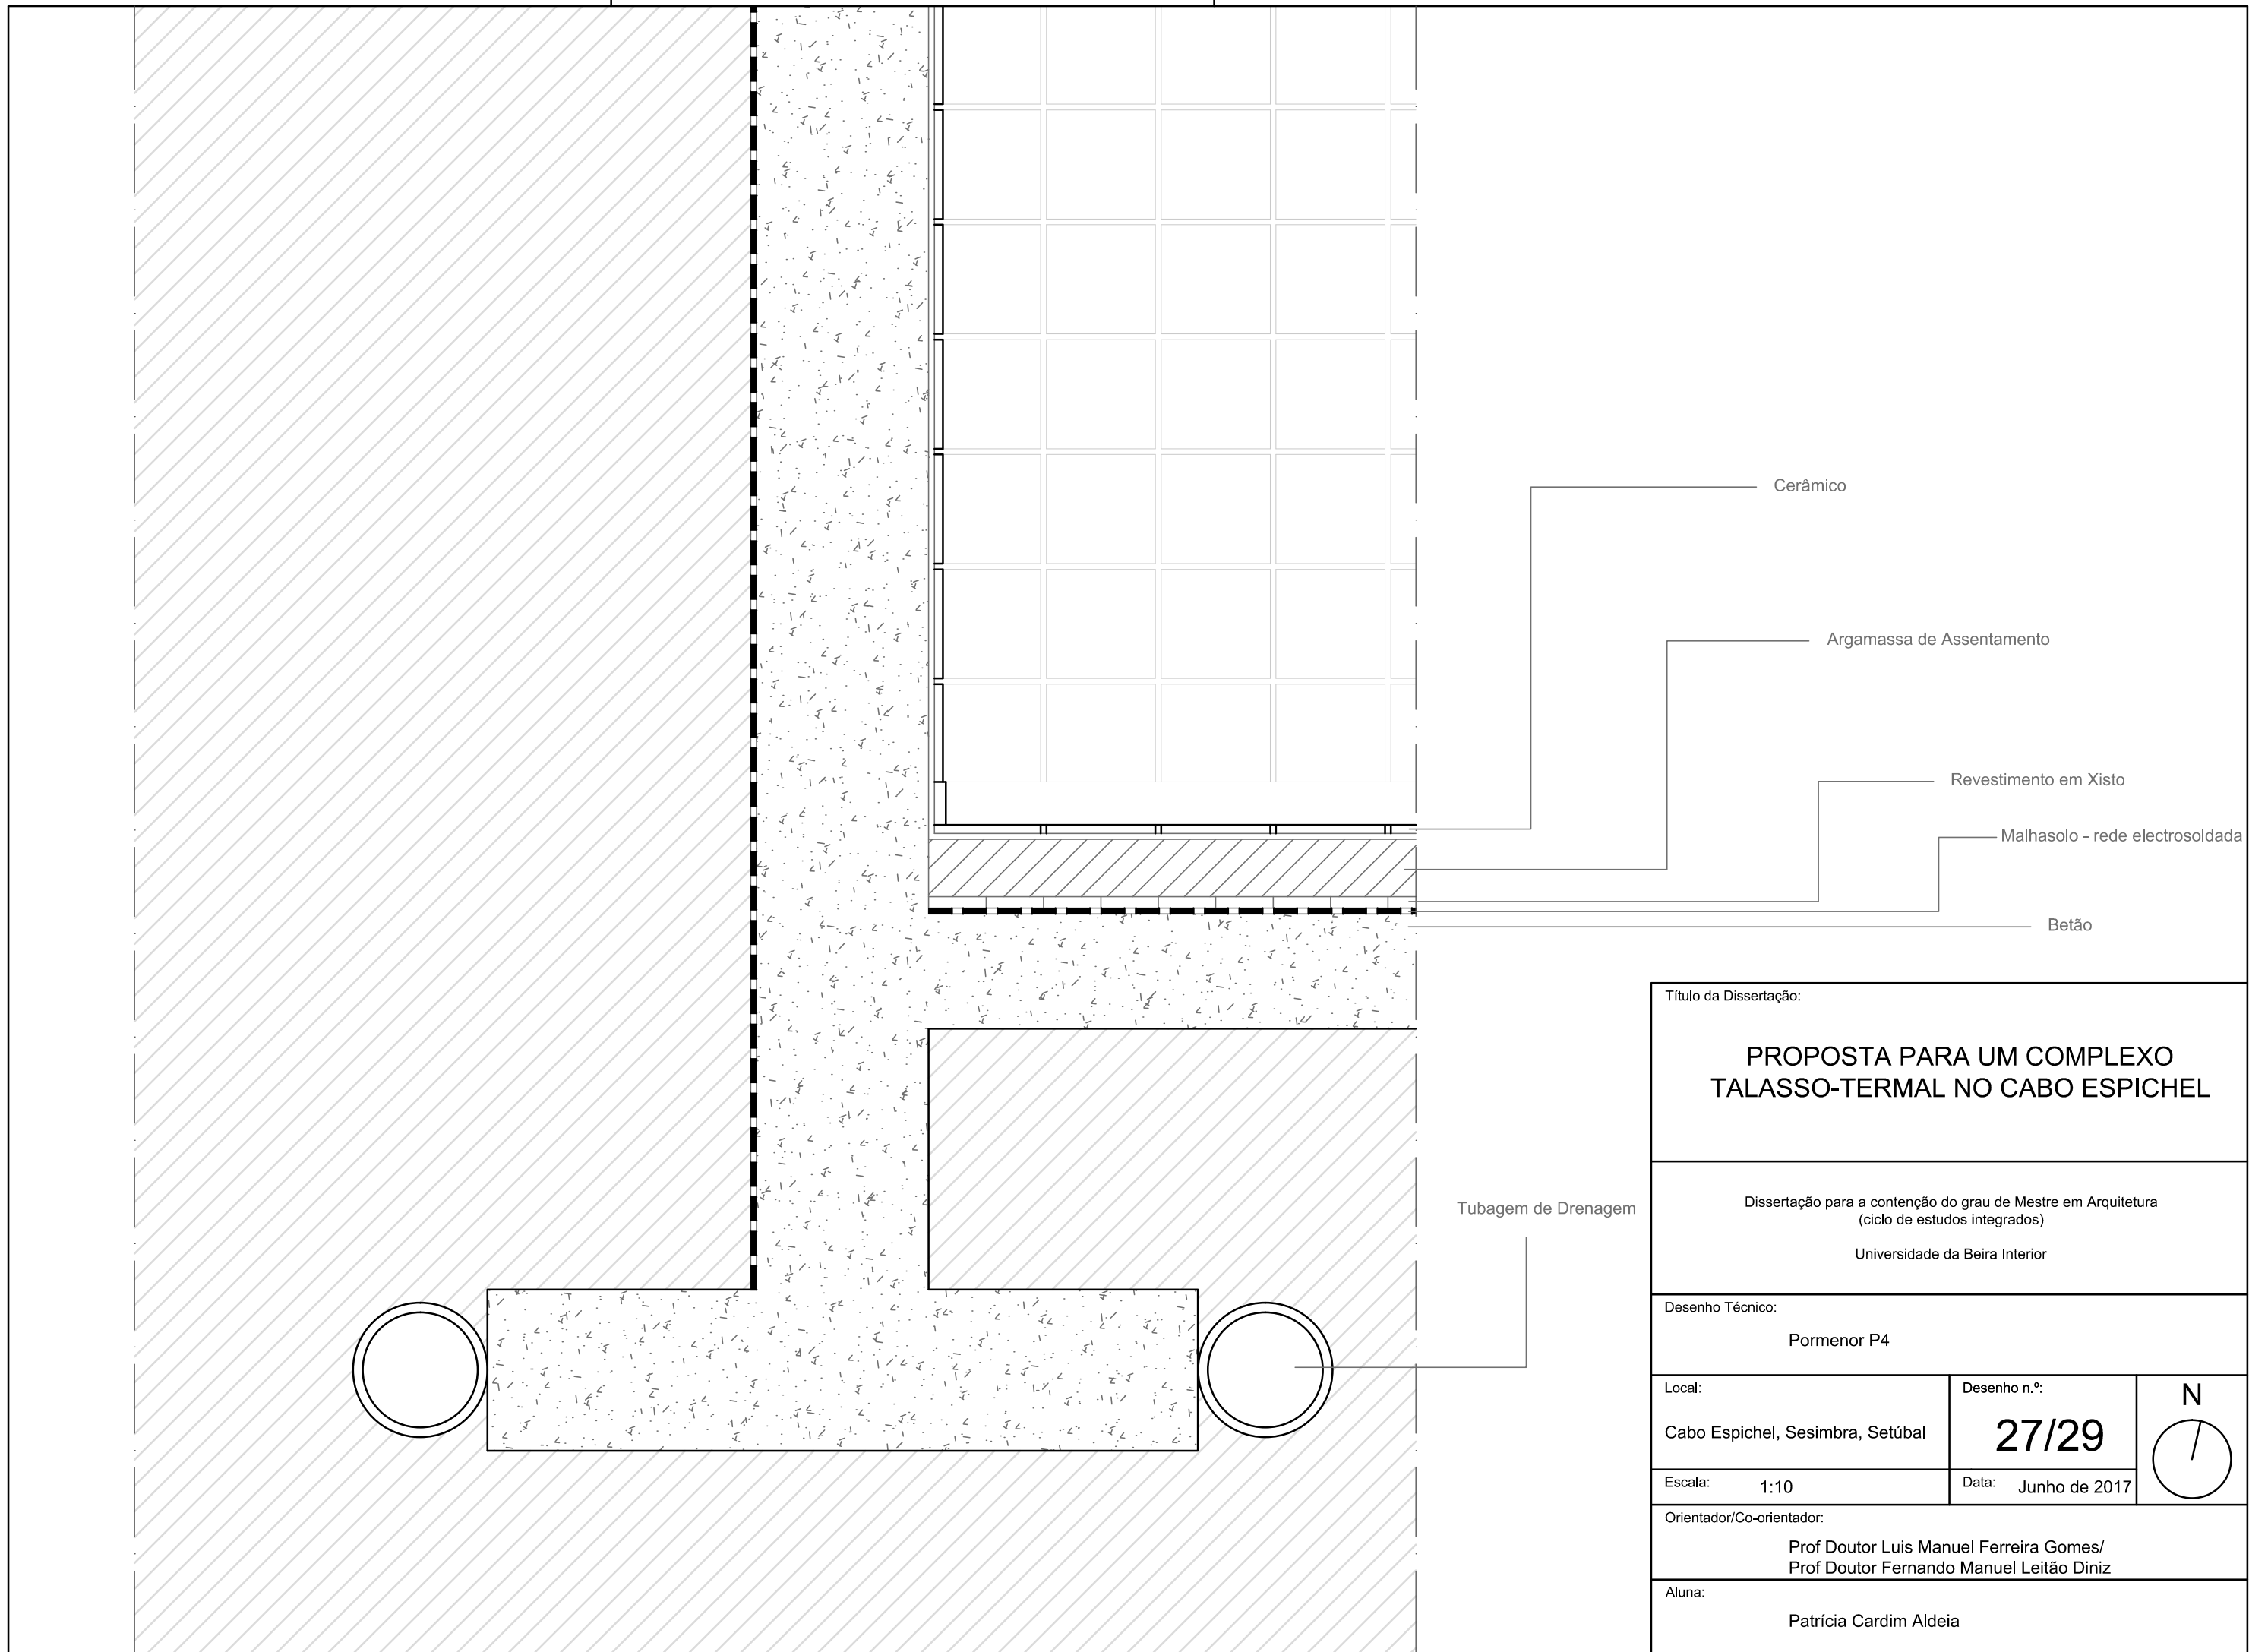 Cerâmico
Argamassa de Assentamento
Revestimento em Xisto
Malhasolo - rede electrosoldada
Betão
Tubagem de Drenagem
Título da Dissertação:
PROPOSTA PARA UM COMPLEXO
TALASSO-TERMAL NO CABO ESPICHEL
Dissertação para a contenção do grau de Mestre em Arquitetura
(ciclo de estudos integrados)
Universidade da Beira Interior
Desenho Técnico:
Pormenor P4
Local:
Cabo Espichel, Sesimbra, Setúbal
Desenho n.º:
27/29
N
Escala: 1:10
Data: Junho de 2017
Orientador/Co-orientador:
Prof Doutor Luis Manuel Ferreira Gomes/
Prof Doutor Fernando Manuel Leitão Diniz
Aluna:
Patrícia Cardim Aldeia